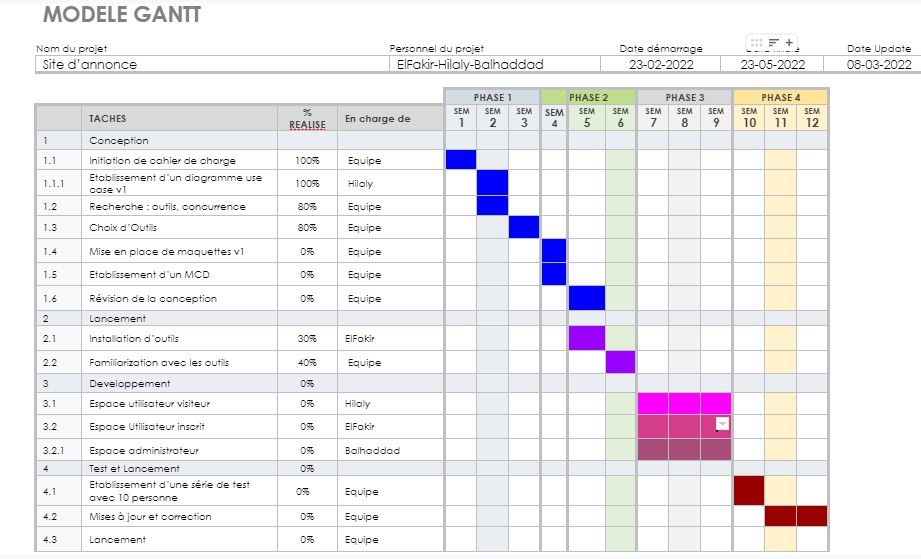 MODELE GANTT
Nom du projet Personnel du projet Date démarrage Date Update
Site d'annonce ElFakir-Hilaly-Balhaddad 23-02-2022 23-05-2022 08-03-2022
PHASE 1 PHASE 2 PHASE 3 PHASE 4
TACHES % REALISE En charge de SEM 1 SEM 2 SEM 3 SEM 4 SEM 5 SEM 6 SEM 7 SEM 8 SEM 9 SEM 10 SEM 11 SEM 12
1 Conception
1.1 Initiation de cahier de charge 100% Equipe
1.1.1 Etablissement d'un diagramme use
case v1 100% Hilaly
1.2 Recherche : outils, concurrence 80% Equipe
1.3 Choix d'Outils 80% Equipe
1.4 Mise en place de maquettes v1 0% Equipe
1.5 Etablissement d'un MCD 0% Equipe
1.6 Révision de la conception 0% Equipe
2 Lancement
2.1 Installation d'outils 30% ElFakir
2.2 Familiarization avec les outils 40% Equipe
3 Developpement 0%
3.1 Espace utilisateur visiteur 0% Hilaly
3.2 Espace Utilisateur inscrit 0% ElFakir
3.2.1 Espace administrateur 0% Balhaddad
4 Test et Lancement 0%
4.1 Etablissement d'une série de test
avec 10 personne 0% Equipe
4.2 Mises à jour et correction 0% Equipe
4.3 Lancement 0% Equipe